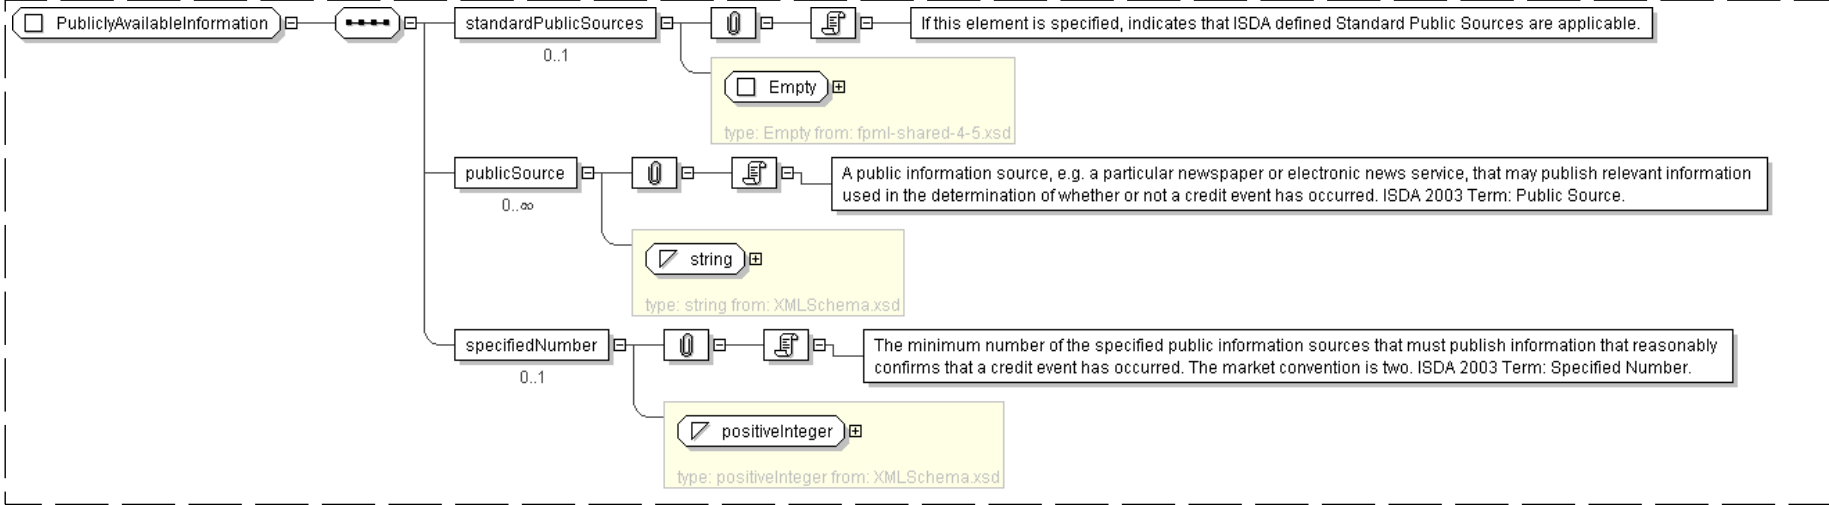 PubliclyAvailableInformation
standardPublicSources
If this element is specified, indicates that ISDA defined Standard Public Sources are applicable.
0..1
Empty
type: Empty from: fpml-shared-4-5.xsd
publicSource
A public information source, e.g. a particular newspaper or electronic news service, that may publish relevant information
used in the determination of whether or not a credit event has occurred. ISDA 2003 Term: Public Source.
0..∞
string
type: string from: XMLSchema.xsd
specifiedNumber
The minimum number of the specified public information sources that must publish information that reasonably
confirms that a credit event has occurred. The market convention is two. ISDA 2003 Term: Specified Number.
0..1
positiveInteger
type: positiveInteger from: XMLSchema.xsd